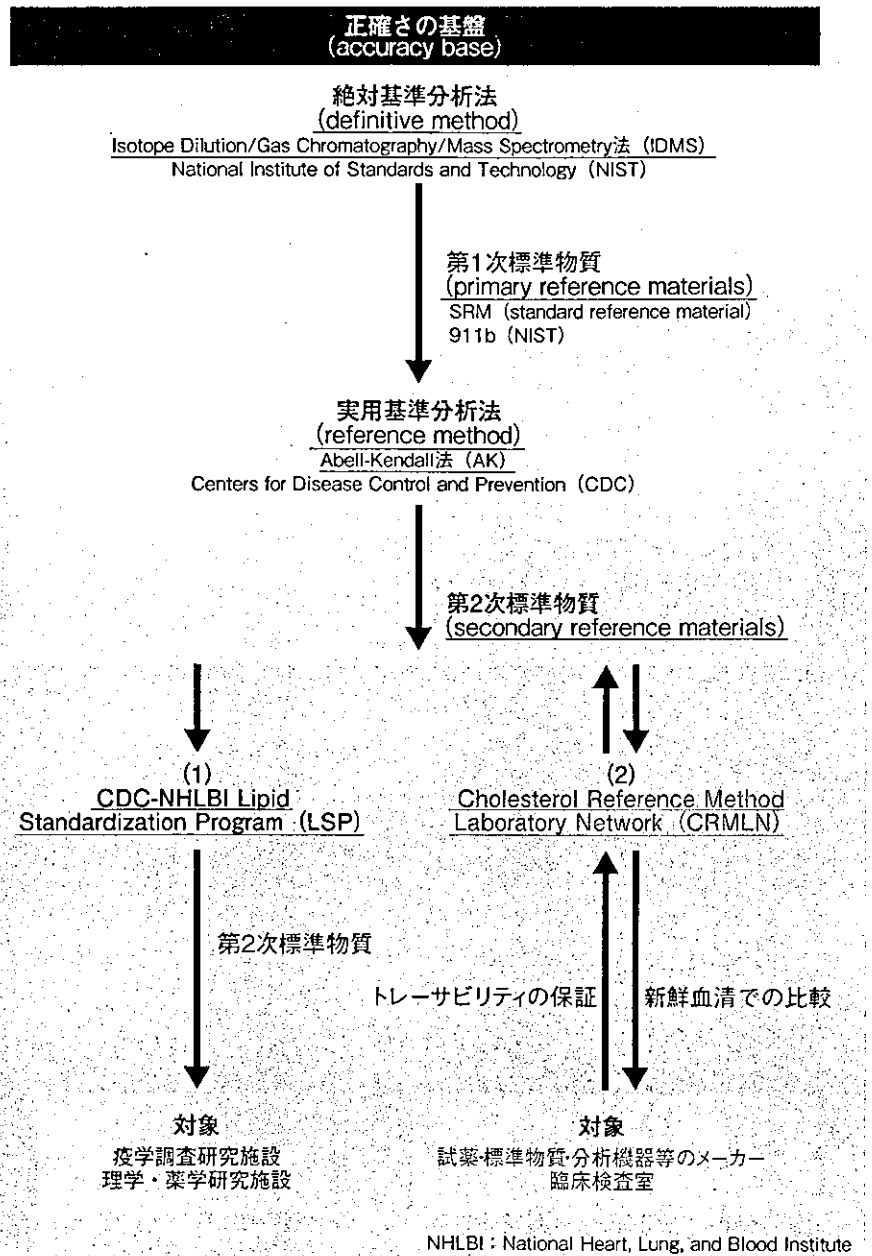 正確さの基盤
(accuracy base)
絶対基準分析法
(definitive method)
Isotope Dilution/Gas Chromatography/Mass Spectrometry法 (IDMS)
National Institute of Standards and Technology (NIST)
第1次標準物質
(primary reference materials)
SRM (standard reference material)
911b (NIST)
実用基準分析法
(reference method)
Abell-Kendall法 (AK)
Centers for Disease Control and Prevention (CDC)
第2次標準物質
(secondary reference materials)
(1)
CDC-NHLBI Lipid
Standardization Program (LSP)
(2)
Cholesterol Reference Method
Laboratory Network (CRMLN)
第2次標準物質
トレーサビリティの保証
新鮮血清での比較
対象
疫学調査研究施設
理学・薬学研究施設
対象
試薬・標準物質・分析機器等のメーカー
臨床検査室
NHLBI：National Heart, Lung, and Blood Institute